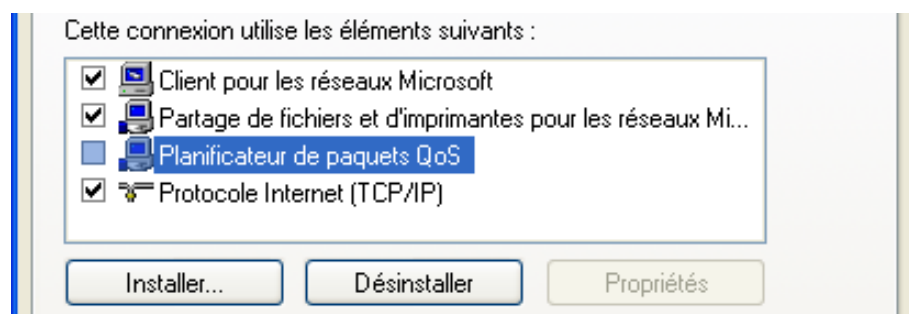 Cette connexion utilise les éléments suivants :
Client pour les réseaux Microsoft
Partage de fichiers et d'imprimantes pour les réseaux Mi...
Planificateur de paquets QoS
Protocole Internet (TCP/IP)
Installer... Désinstaller Propriétés